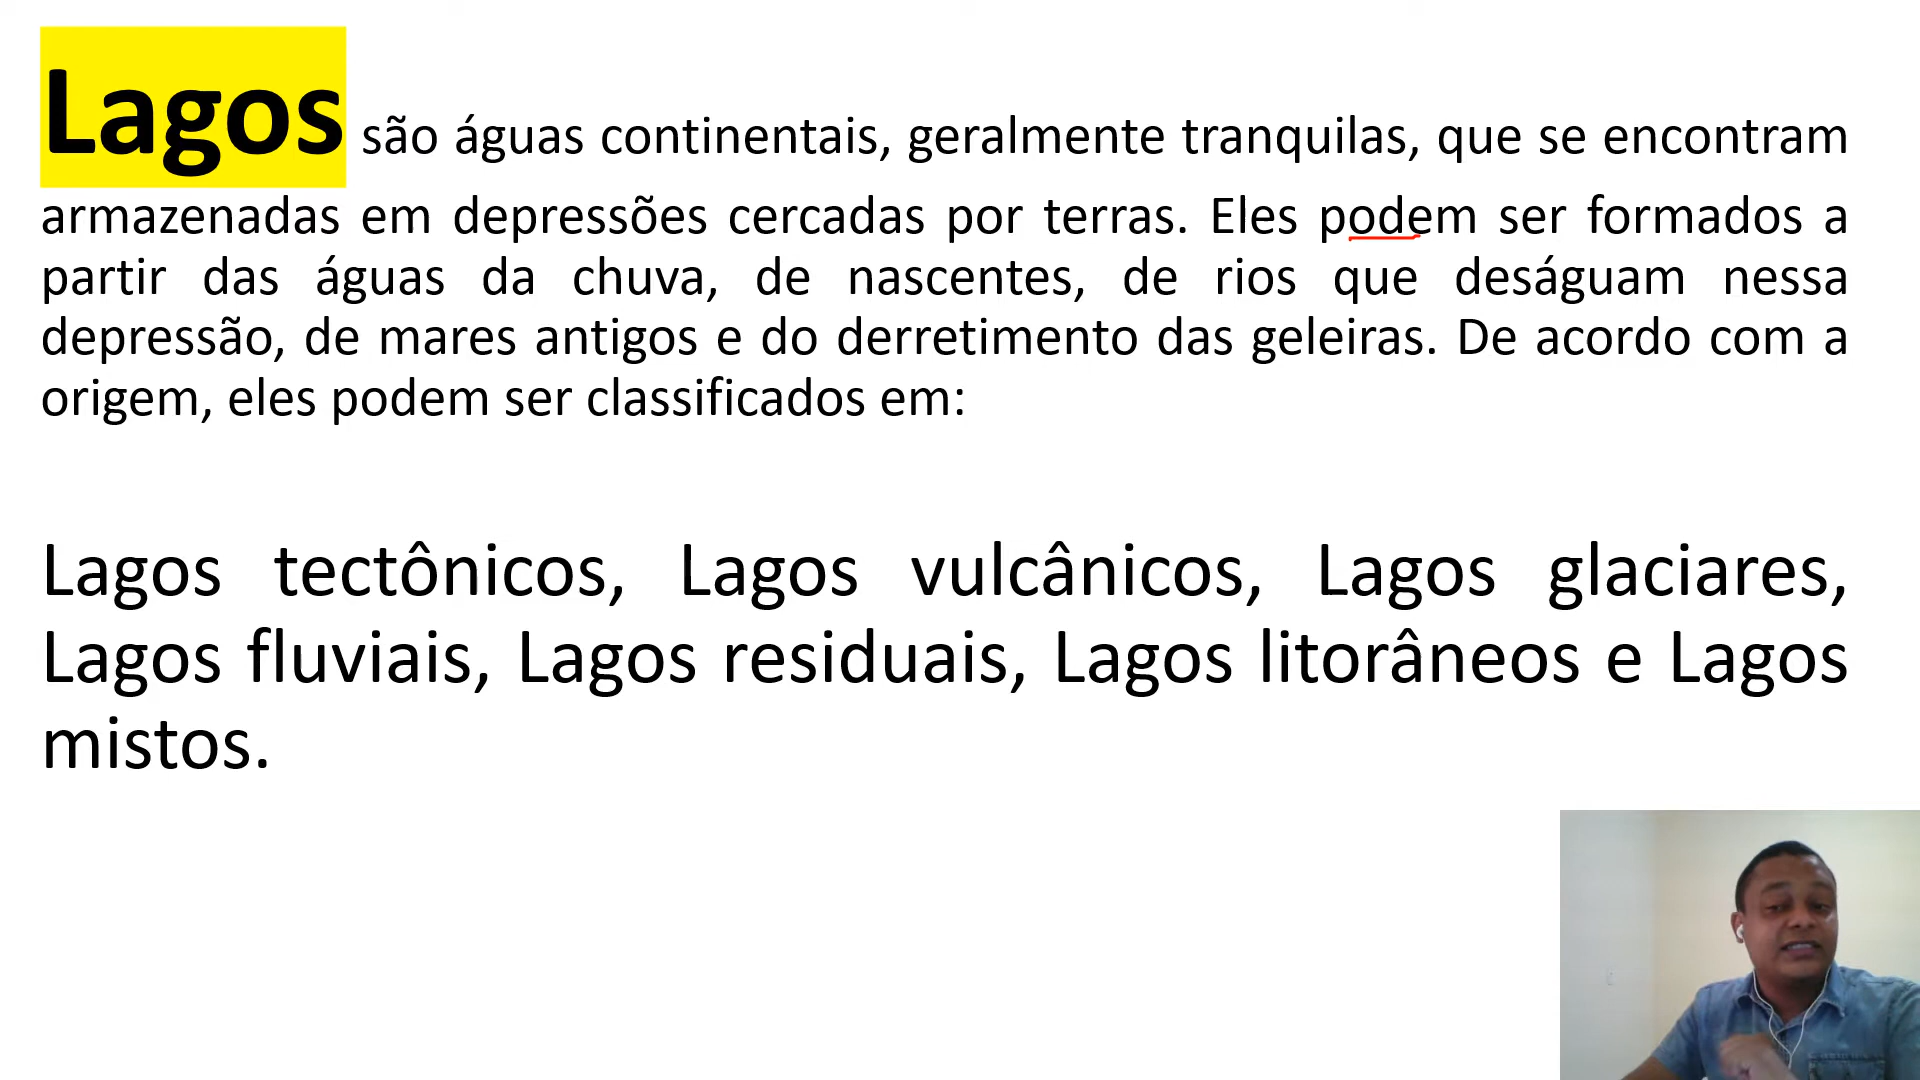 Lagos são águas continentais, geralmente tranquilas, que se encontram
armazenadas em depressões cercadas por terras. Eles podem ser formados a
partir das águas da chuva, de nascentes, de rios que deságuam nessa
depressão, de mares antigos e do derretimento das geleiras. De acordo com a
origem, eles podem ser classificados em:
Lagos tectônicos, Lagos vulcânicos, Lagos glaciares,
Lagos fluviais, Lagos residuais, Lagos litorâneos e Lagos
mistos.